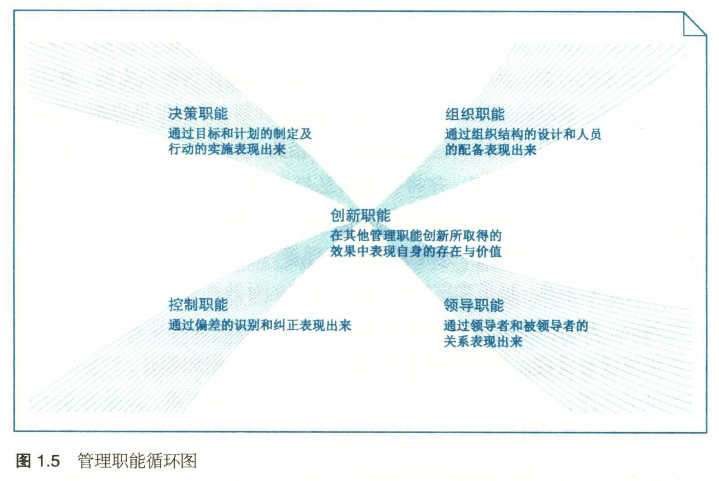 决策职能
通过目标和计划的制定及
行动的实施表现出来
组织职能
通过组织结构的设计和人员
的配备表现出来
创新职能
在其他管理职能创新所取得的
效果中表现自身的存在与价值
控制职能
通过偏差的识别和纠正表现出来
领导职能
通过领导者和被领导者的
关系表现出来
图 1.5 管理职能循环图